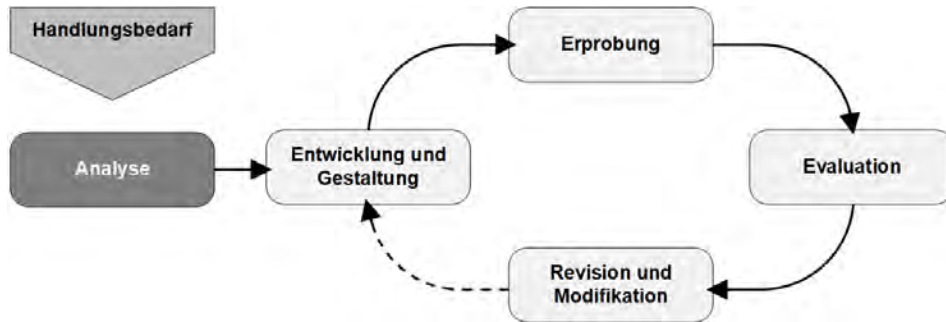 Handlungsbedarf
Erprobung
Analyse
Entwicklung und
Gestaltung
Evaluation
Revision und
Modifikation